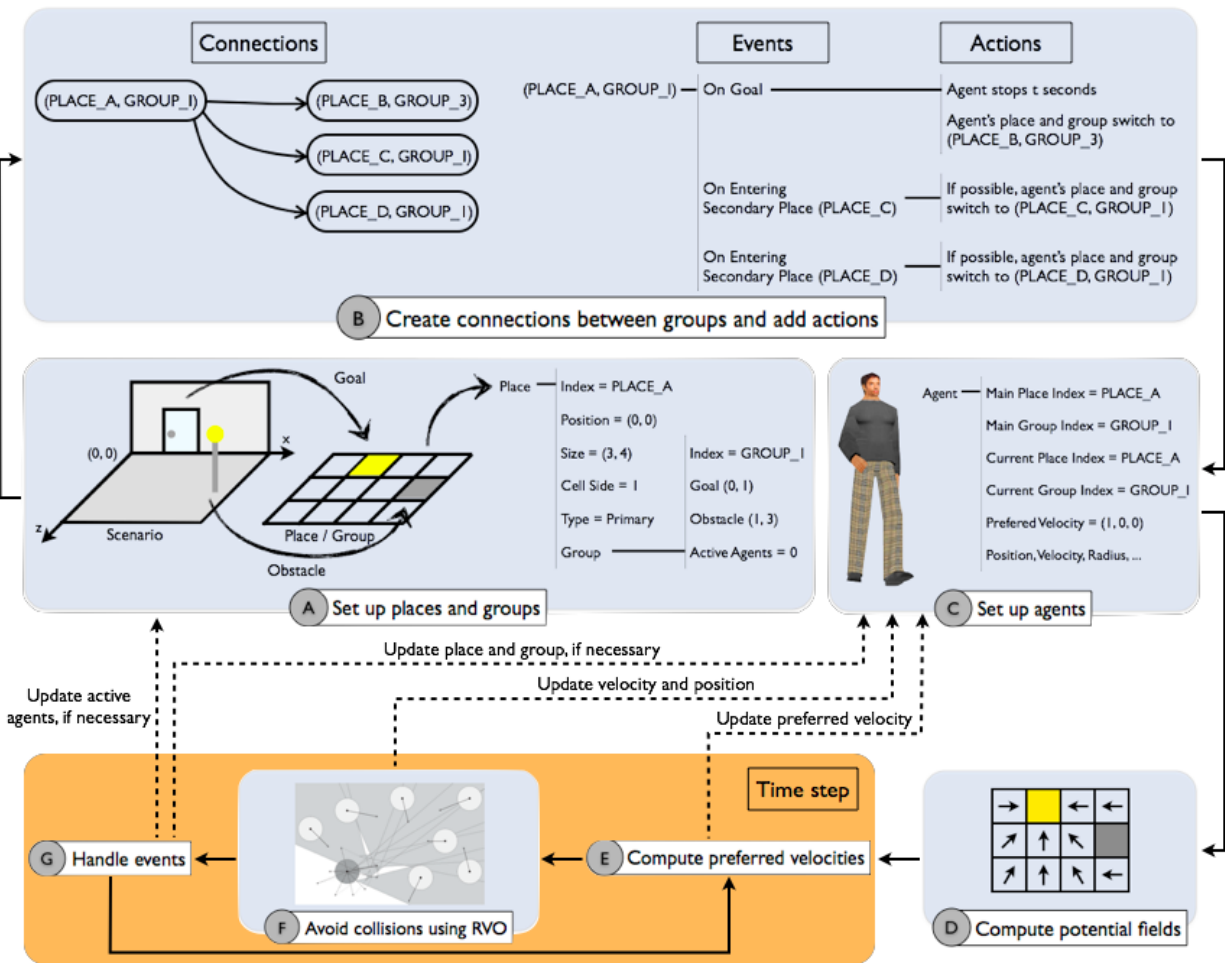 Connections
Events
Actions
(PLACE_A, GROUP_1)
(PLACE_B, GROUP_3)
(PLACE_C, GROUP_1)
(PLACE_D, GROUP_1)
(PLACE_A, GROUP_1)
On Goal
Agent stops t seconds
Agent's place and group switch to
(PLACE_B, GROUP_3)
On Entering
Secondary Place (PLACE_C)
If possible, agent's place and group
switch to (PLACE_C, GROUP_1)
On Entering
Secondary Place (PLACE_D)
If possible, agent's place and group
switch to (PLACE_D, GROUP_1)
B Create connections between groups and add actions
Goal
(0, 0)
x
z
Scenario
Place / Group
Obstacle
Place
Index = PLACE_A
Position = (0, 0)
Size = (3, 4)
Cell Side = 1
Type = Primary
Group
Index = GROUP_1
Goal (0, 1)
Obstacle (1, 3)
Active Agents = 0
A Set up places and groups
Agent
Main Place Index = PLACE_A
Main Group Index = GROUP_1
Current Place Index = PLACE_A
Current Group Index = GROUP_1
Prefered Velocity = (1, 0, 0)
Position, Velocity, Radius, ...
C Set up agents
Update place and group, if necessary
Update velocity and position
Update active
agents, if necessary
Update preferred velocity
Time step
G Handle events
E Compute preferred velocities
F Avoid collisions using RVO
D Compute potential fields